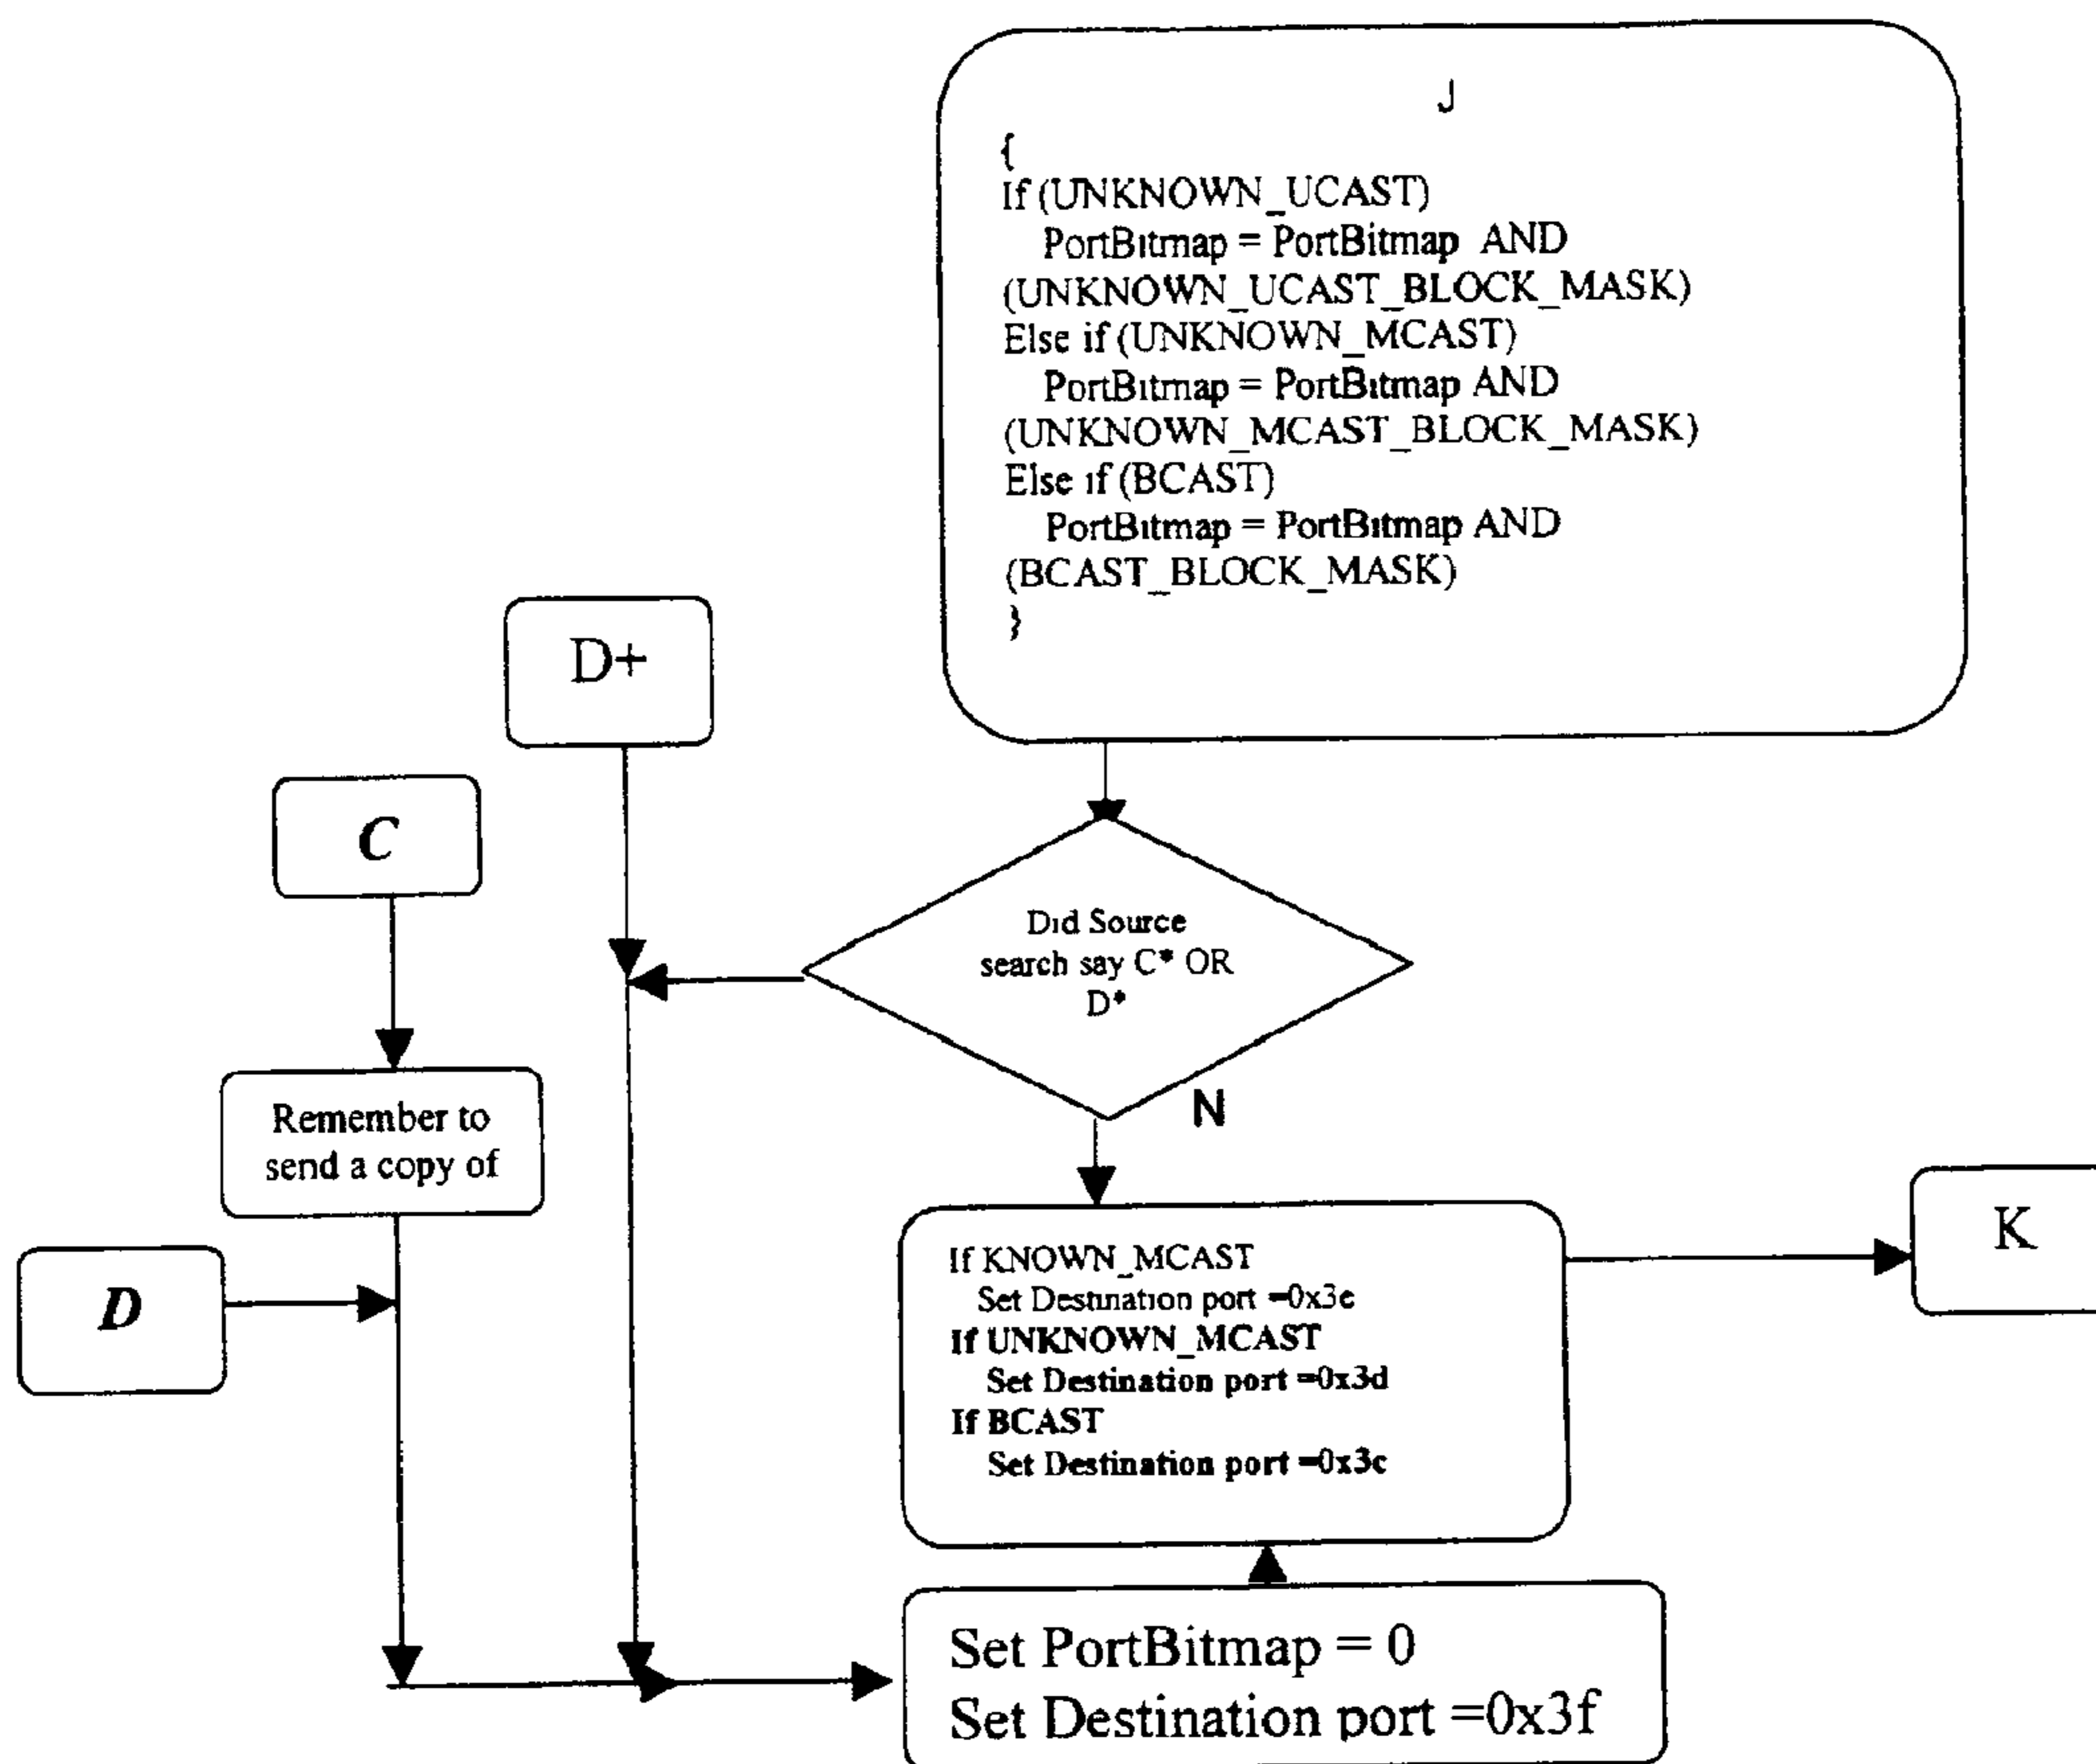 J
{
If (UNKNOWN_UCAST)
PortBitmap = PortBitmap AND
(UNKNOWN_UCAST_BLOCK_MASK)
Else if (UNKNOWN_MCAST)
PortBitmap = PortBitmap AND
(UNKNOWN_MCAST_BLOCK_MASK)
Else if (BCAST)
PortBitmap = PortBitmap AND
(BCAST_BLOCK_MASK)
}
D+
C
Did Source
search say C* OR
D*
N
Remember to
send a copy of
D
If KNOWN_MCAST
Set Destination port =0x3e
If UNKNOWN_MCAST
Set Destination port =0x3d
If BCAST
Set Destination port =0x3c
K
Set PortBitmap = 0
Set Destination port =0x3f